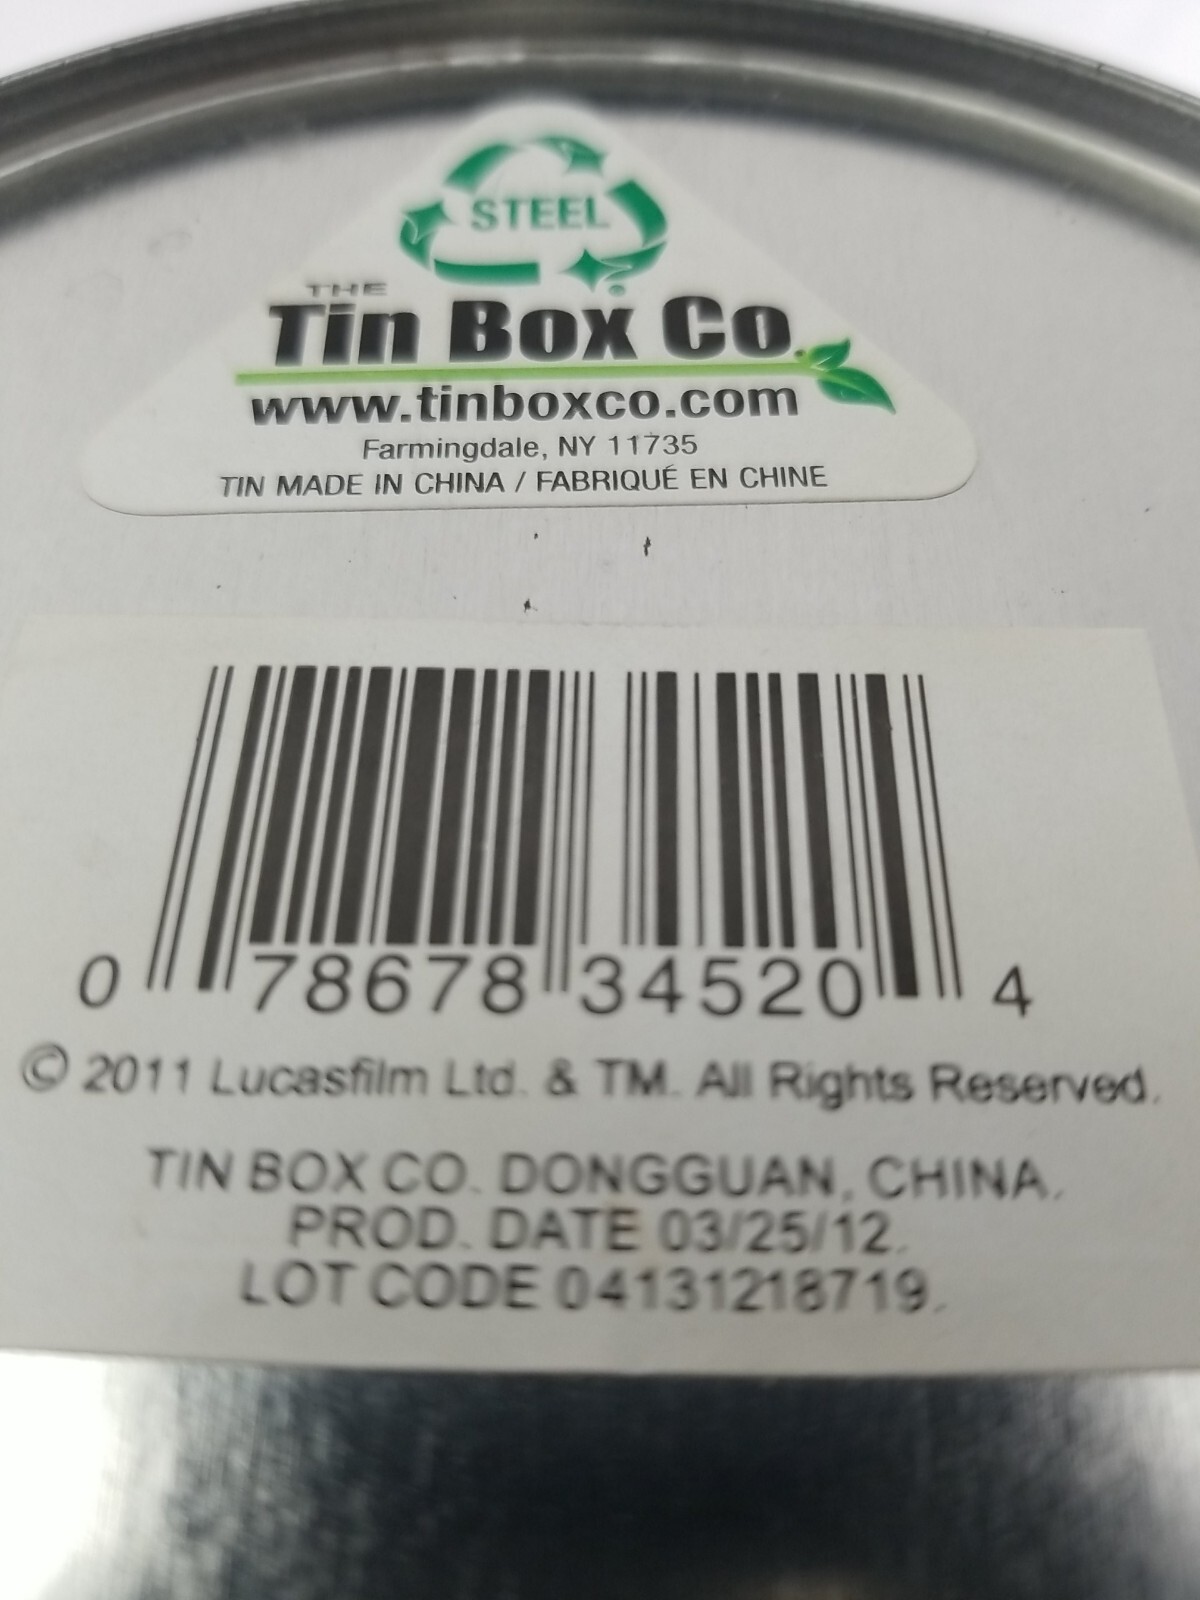 STEEL
THE
Tin Box Co.
www.tinboxco.com
Farmingdale, NY 11735
TIN MADE IN CHINA / FABRIQUÉ EN CHINE
0 78678 34520 4
© 2011 Lucasfilm Ltd. & TM. All Rights Reserved.
TIN BOX CO. DONGGUAN, CHINA.
PROD. DATE 03/25/12.
LOT CODE 04131218719.